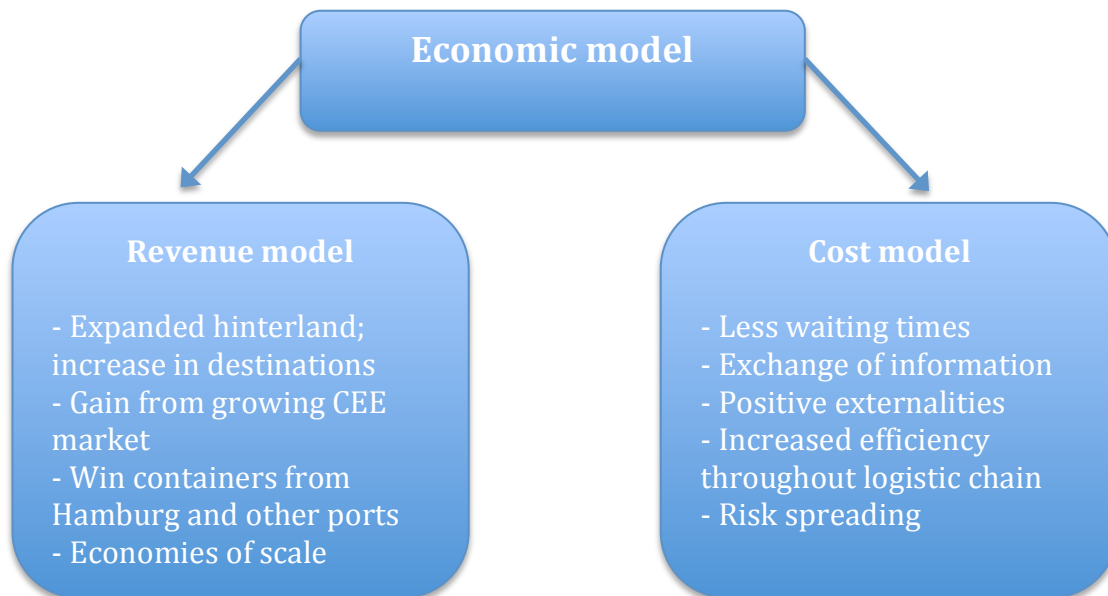 Economic model
Revenue model
- Expanded hinterland;
increase in destinations
- Gain from growing CEE
market
- Win containers from
Hamburg and other ports
- Economies of scale
Cost model
- Less waiting times
- Exchange of information
- Positive externalities
- Increased efficiency
throughout logistic chain
- Risk spreading